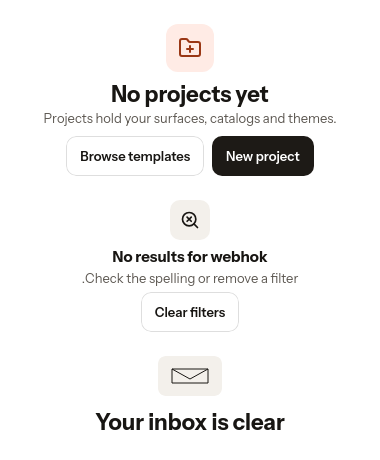 No projects yet
Projects hold your surfaces, catalogs and themes.
Browse templates
New project
No results for webhok
.Check the spelling or remove a filter
Clear filters
Your inbox is clear